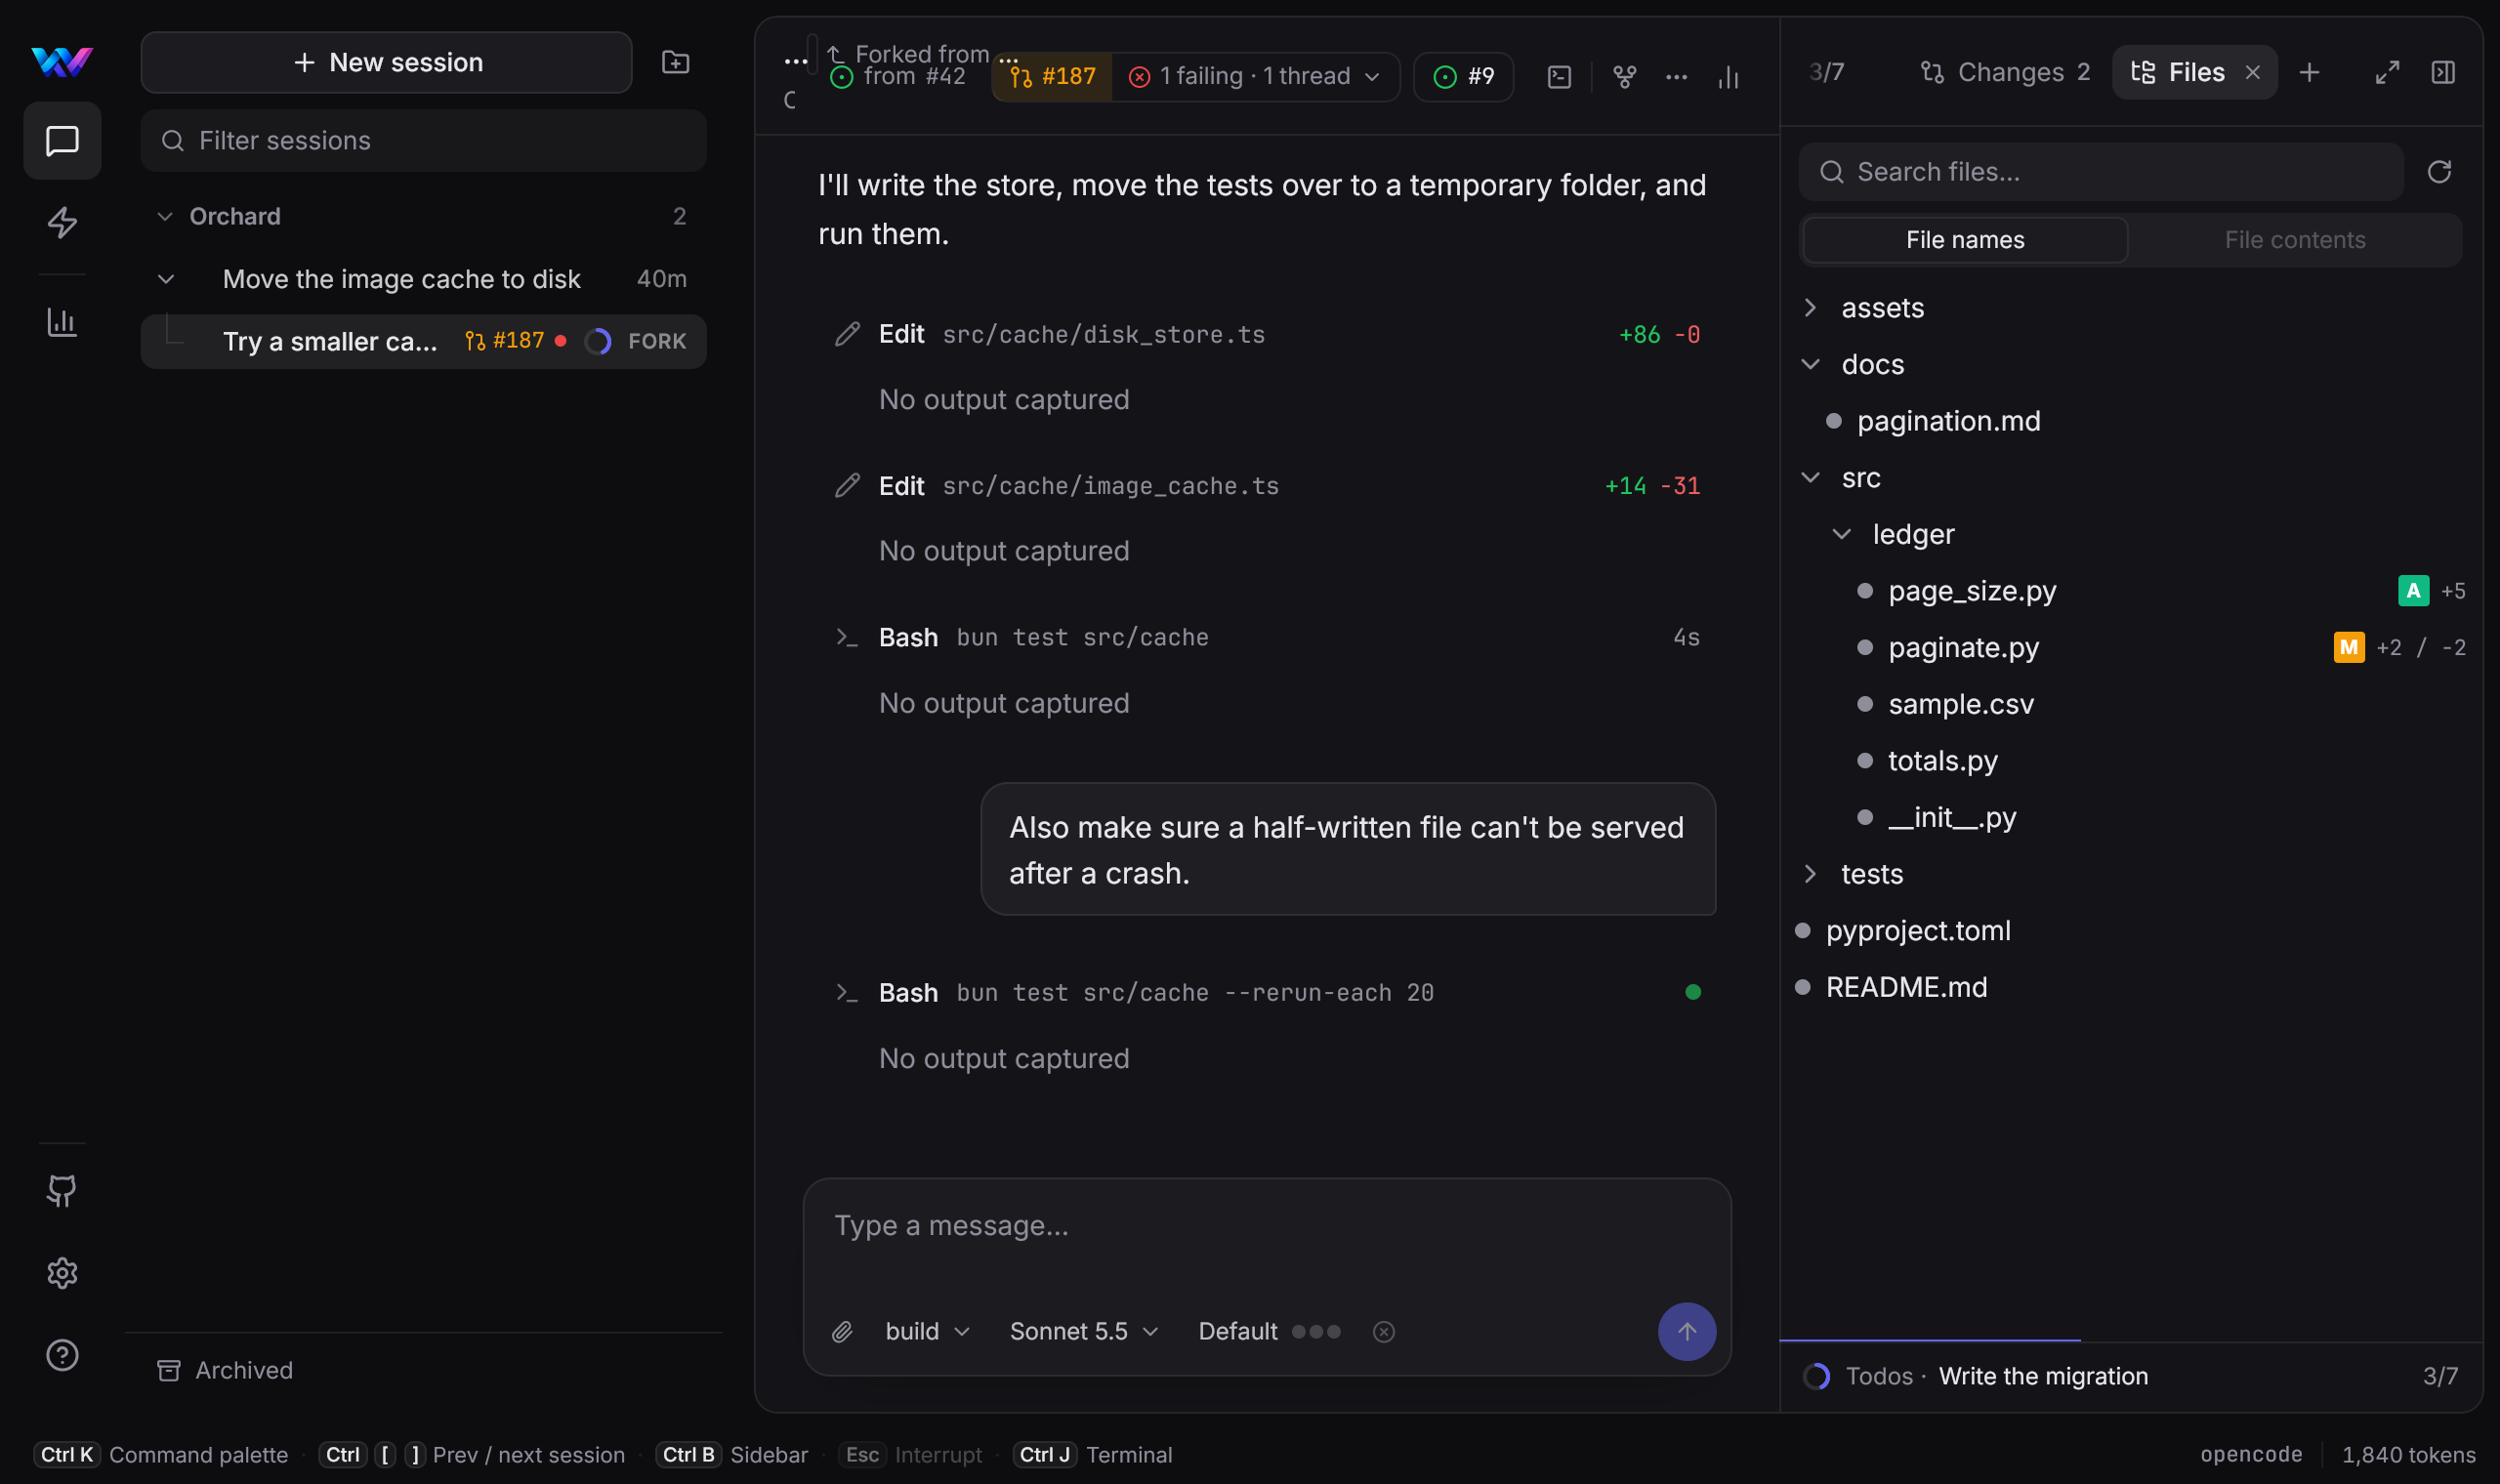 New session
Filter sessions
Orchard 2
Move the image cache to disk 40m
Try a smaller ca... #187 FORK
Archived
... Forked from ...
from #42 #187 1 failing · 1 thread #9
I'll write the store, move the tests over to a temporary folder, and
run them.
Edit src/cache/disk_store.ts +86 -0
No output captured
Edit src/cache/image_cache.ts +14 -31
No output captured
Bash bun test src/cache 4s
No output captured
Also make sure a half-written file can't be served
after a crash.
Bash bun test src/cache --rerun-each 20
No output captured
Type a message...
build Sonnet 5.5 Default
3/7 Changes 2 Files
Search files...
File names File contents
assets
docs
pagination.md
src
ledger
page_size.py A +5
paginate.py M +2 / -2
sample.csv
totals.py
__init__.py
tests
pyproject.toml
README.md
Todos · Write the migration 3/7
Ctrl K Command palette · Ctrl [ ] Prev / next session · Ctrl B Sidebar · Esc Interrupt · Ctrl J Terminal
opencode 1,840 tokens